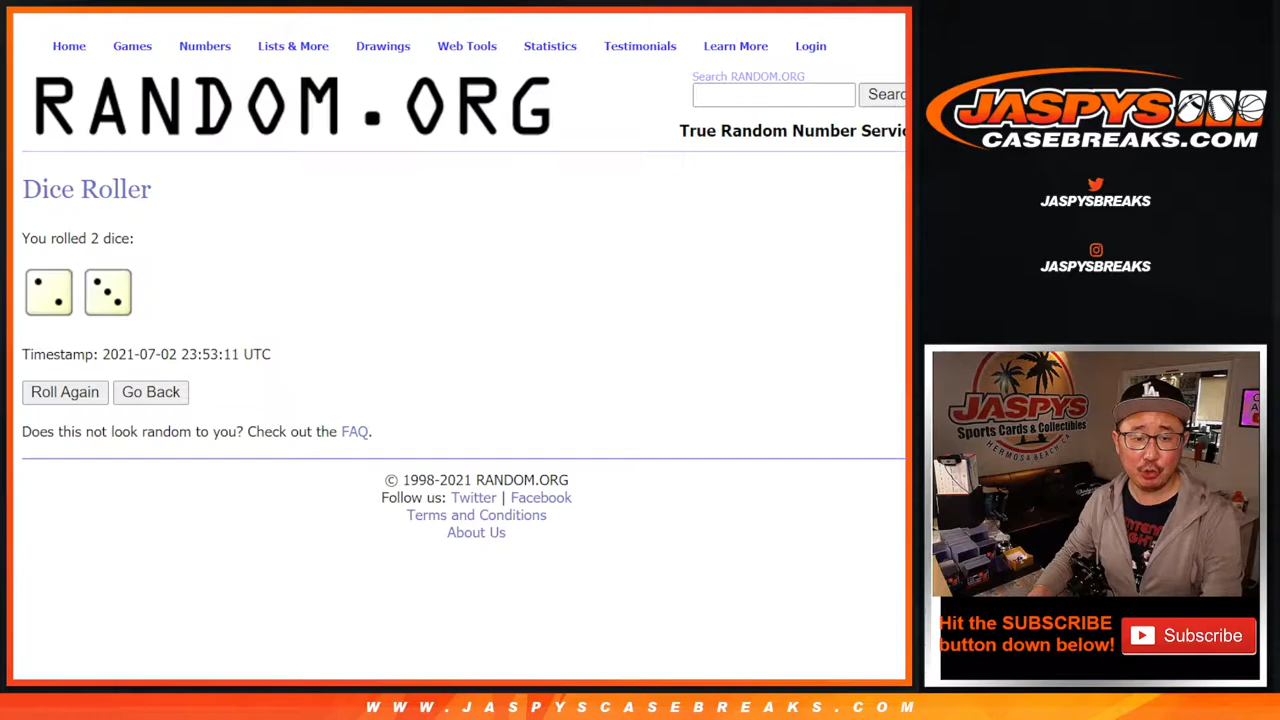 Home Games Numbers Lists & More Drawings Web Tools Statistics Testimonials Learn More Login
RANDOM.ORG
Search RANDOM.ORG
Searc
True Random Number Servic
Dice Roller
You rolled 2 dice:
Timestamp: 2021-07-02 23:53:11 UTC
Roll Again Go Back
Does this not look random to you? Check out the FAQ.
© 1998-2021 RANDOM.ORG
Follow us: Twitter | Facebook
Terms and Conditions
About Us
JASPYS
CASEBREAKS.COM
JASPYSBREAKS
JASPYSBREAKS
JASPYS
Sports Cards & Collectibles
HERMOSA BEACH CA
LA
Hit the SUBSCRIBE
button down below!
Subscribe
WWW.JASPYSCASEBREAKS.COM